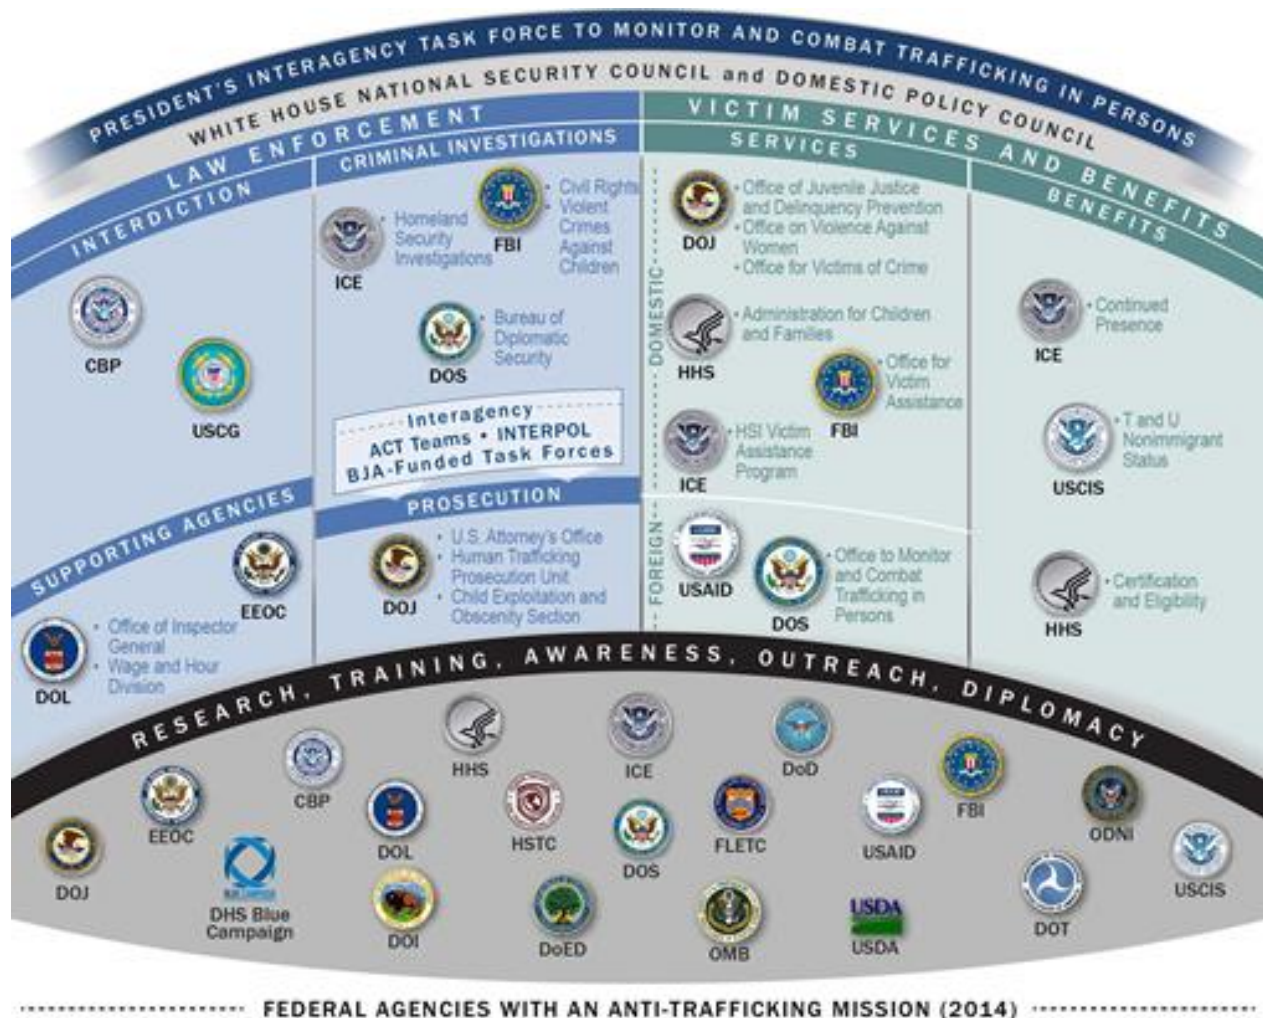 PRESIDENT'S INTERAGENCY TASK FORCE TO MONITOR AND COMBAT TRAFFICKING IN PERSONS
WHITE HOUSE NATIONAL SECURITY COUNCIL and DOMESTIC POLICY COUNCIL
LAW ENFORCEMENT
INTERDICTION
CBP
USCG
SUPPORTING AGENCIES
EEOC
DOL
• Office of Inspector
General
• Wage and Hour
Division
CRIMINAL INVESTIGATIONS
ICE
• Homeland
Security
Investigations
FBI
• Civil Rights
• Violent
Crimes
Against
Children
DOS
• Bureau of
Diplomatic
Security
Interagency
ACT Teams • INTERPOL
BJA-Funded Task Forces
PROSECUTION
DOJ
• U.S. Attorney's Office
• Human Trafficking
Prosecution Unit
• Child Exploitation and
Obscenity Section
VICTIM SERVICES AND BENEFITS
SERVICES
DOMESTIC
DOJ
• Office of Juvenile Justice
and Delinquency Prevention
• Office on Violence Against
Women
• Office for Victims of Crime
HHS
• Administration for Children
and Families
FBI
• Office for
Victim
Assistance
ICE
• HSI Victim
Assistance
Program
FOREIGN
USAID
DOS
• Office to Monitor
and Combat
Trafficking in
Persons
BENEFITS
ICE
• Continued
Presence
USCIS
• T and U
Nonimmigrant
Status
HHS
• Certification
and Eligibility
RESEARCH, TRAINING, AWARENESS, OUTREACH, DIPLOMACY
DOJ
EEOC
DHS Blue
Campaign
CBP
DOL
DOI
HHS
HSTC
DoED
ICE
DOS
FLETC
OMB
DoD
USAID
USDA
USDA
FBI
DOT
ODNI
USCIS
FEDERAL AGENCIES WITH AN ANTI-TRAFFICKING MISSION (2014)